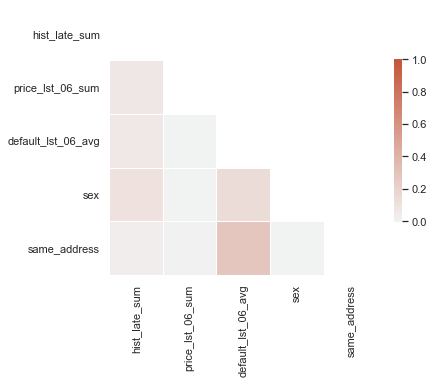 hist_late_sum
price_lst_06_sum
default_lst_06_avg
sex
same_address
hist_late_sum
price_lst_06_sum
default_lst_06_avg
sex
same_address
1.0
0.8
0.6
0.4
0.2
0.0